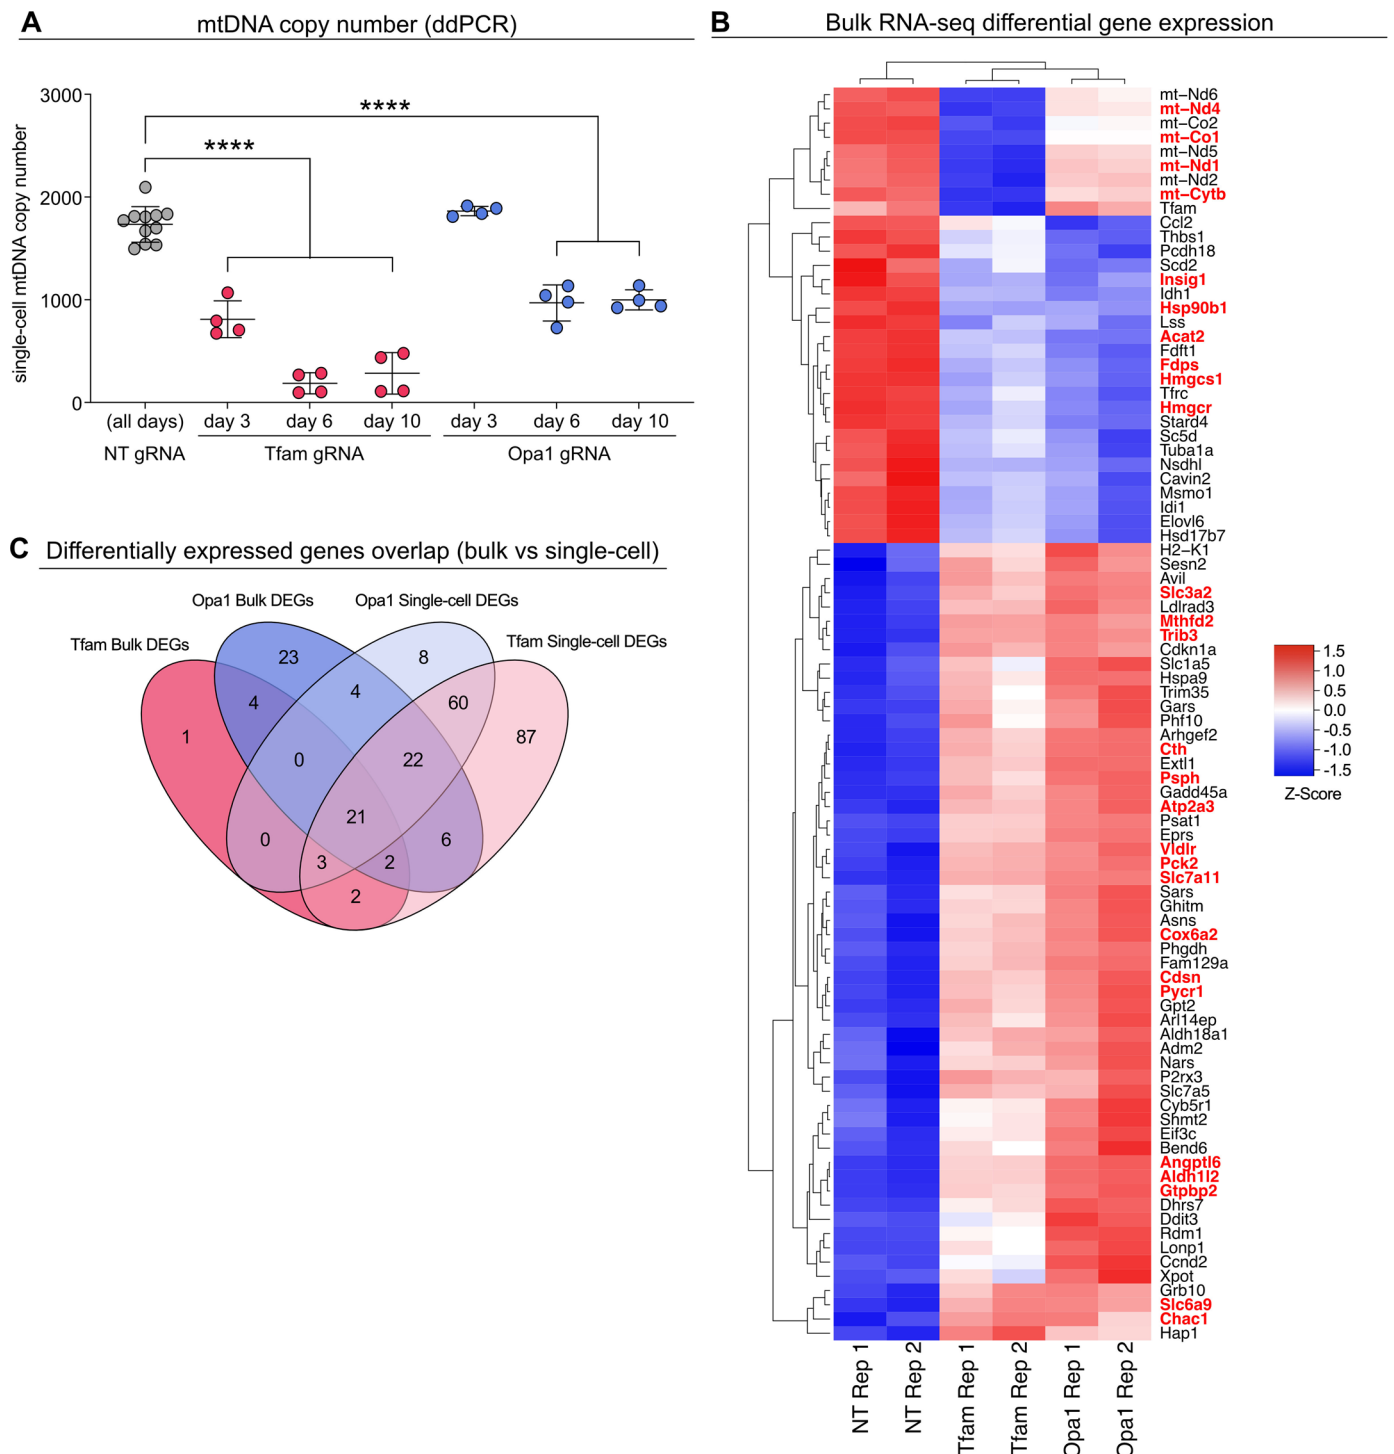 A
mtDNA copy number (ddPCR)
single-cell mtDNA copy number
3000
2000
1000
0
****
****
(all days)
day 3
day 6
day 10
day 3
day 6
day 10
NT gRNA
Tfam gRNA
Opa1 gRNA
B
Bulk RNA-seq differential gene expression
mt−Nd6
mt−Nd4
mt−Co2
mt−Co1
mt−Nd5
mt−Nd1
mt−Nd2
mt−Cytb
Tfam
Ccl2
Thbs1
Pcdh18
Scd2
Insig1
Idh1
Hsp90b1
Lss
Acat2
Fdft1
Fdps
Hmgcs1
Tfrc
Hmgcr
Stard4
Sc5d
Tuba1a
Nsdhl
Cavin2
Msmo1
Idi1
Elovl6
Hsd17b7
H2−K1
Sesn2
Avil
Slc3a2
Ldlrad3
Mthfd2
Trib3
Cdkn1a
Slc1a5
Hspa9
Trim35
Gars
Phf10
Arhgef2
Cth
Extl1
Psph
Gadd45a
Atp2a3
Psat1
Eprs
Vldlr
Pck2
Slc7a11
Sars
Ghitm
Asns
Cox6a2
Phgdh
Fam129a
Cdsn
Pycr1
Gpt2
Arl14ep
Aldh18a1
Adm2
Nars
P2rx3
Slc7a5
Cyb5r1
Shmt2
Eif3c
Bend6
Angptl6
Aldh1l2
Gtpbp2
Dhrs7
Ddit3
Rdm1
Lonp1
Ccnd2
Xpot
Grb10
Slc6a9
Chac1
Hap1
NT Rep 1
NT Rep 2
Tfam Rep 1
Tfam Rep 2
Opa1 Rep 1
Opa1 Rep 2
1.5
1.0
0.5
0.0
-0.5
-1.0
-1.5
Z-Score
C
Differentially expressed genes overlap (bulk vs single-cell)
Opa1 Bulk DEGs
Opa1 Single-cell DEGs
Tfam Bulk DEGs
Tfam Single-cell DEGs
23
8
4
4
60
1
87
0
22
21
0
6
3
2
2